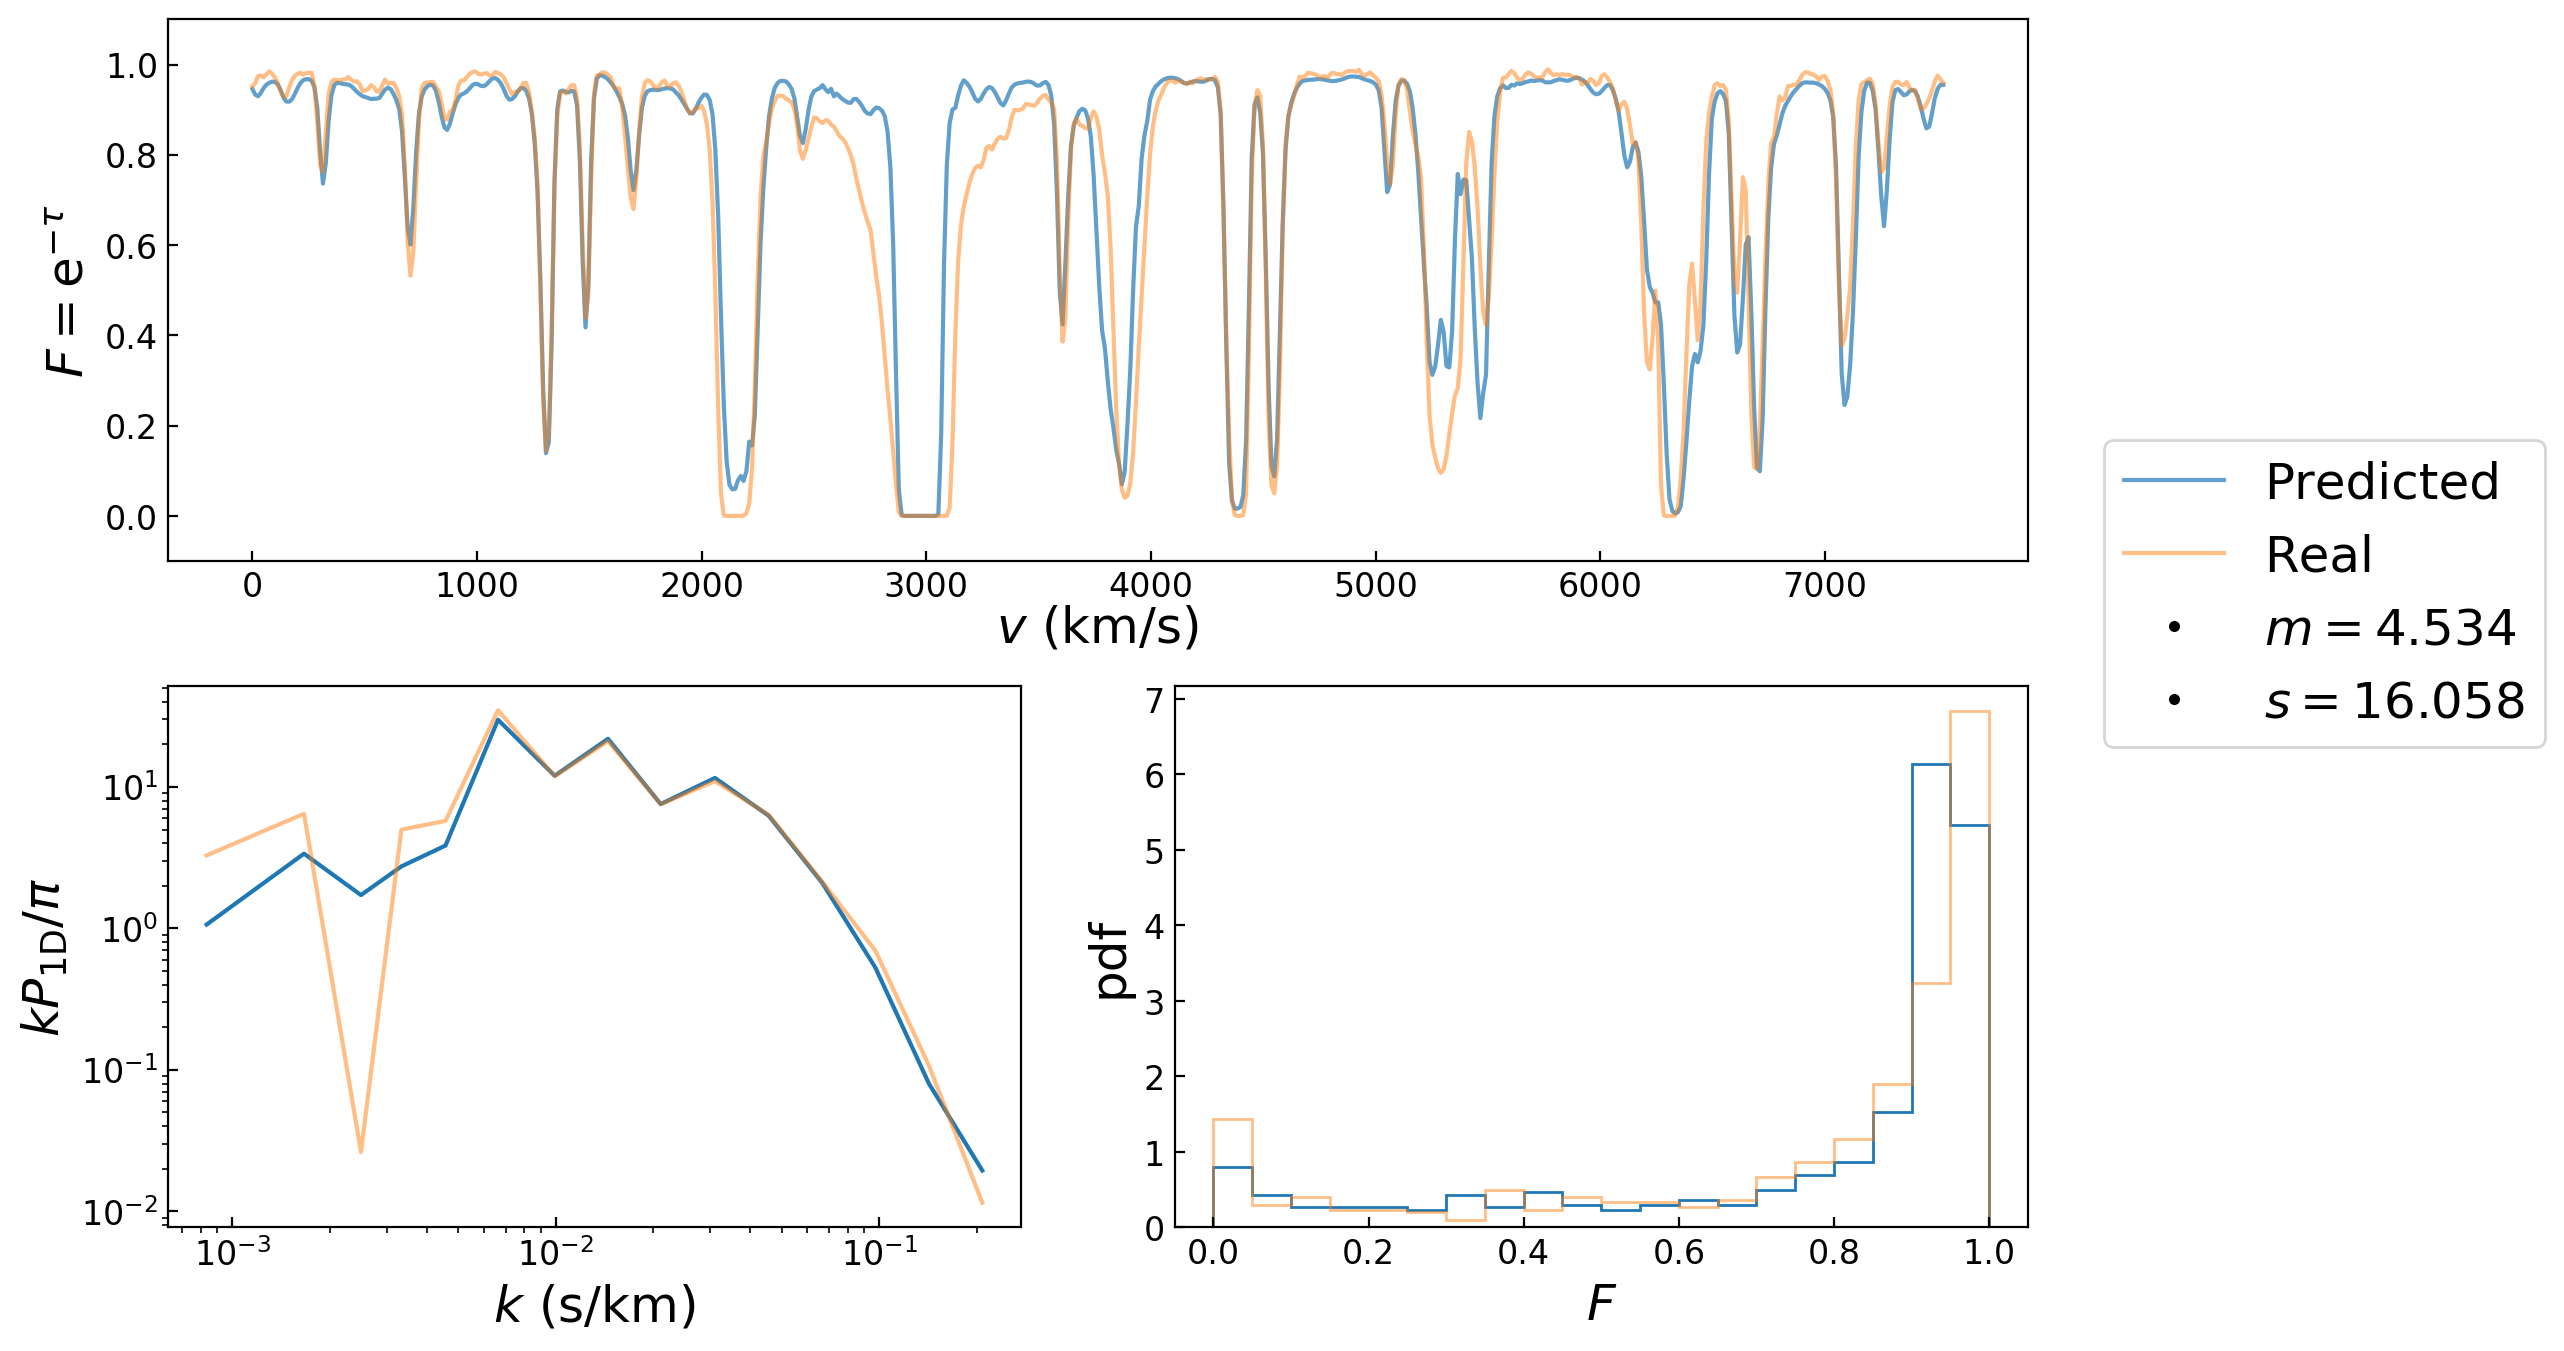 F = e^{−τ}
1.0
0.8
0.6
0.4
0.2
0.0
0 1000 2000 3000 4000 5000 6000 7000
v (km/s)
Predicted
Real
m = 4.534
s = 16.058
kP_{1D}/π
10^1
10^0
10^{−1}
10^{−2}
10^{−3} 10^{−2} 10^{−1}
k (s/km)
pdf
7
6
5
4
3
2
1
0
0.0 0.2 0.4 0.6 0.8 1.0
F